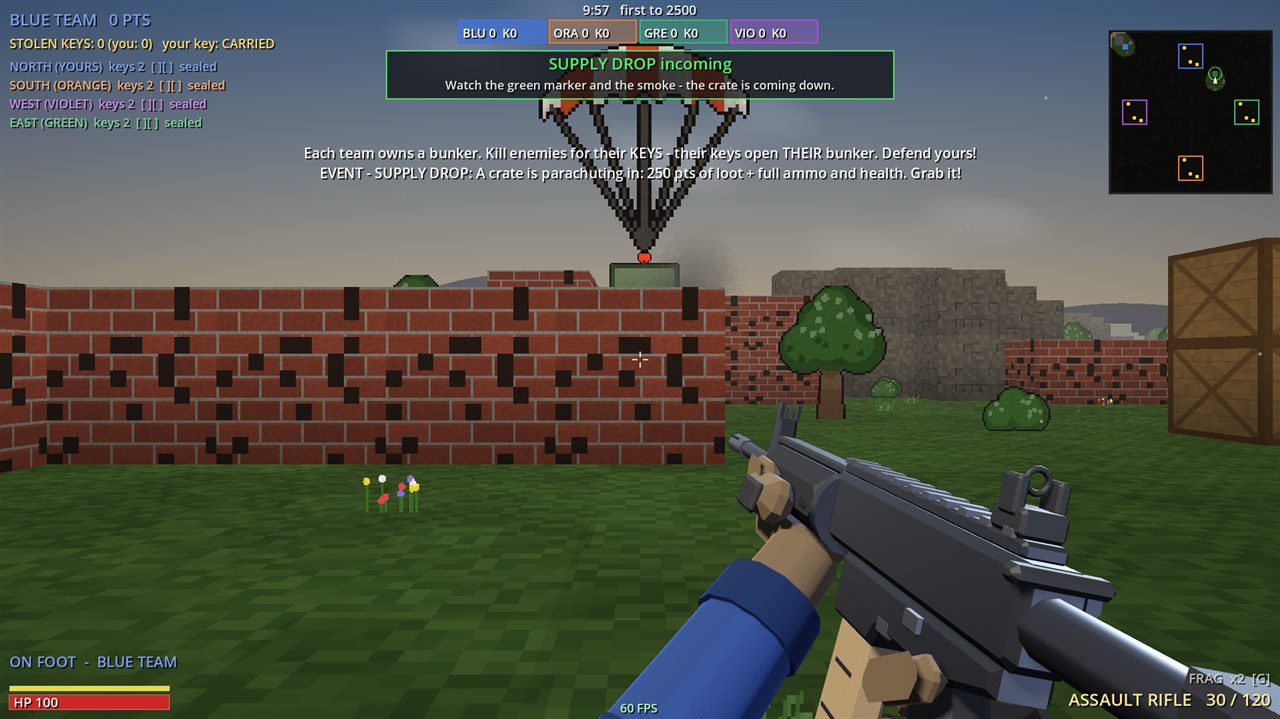 BLUE TEAM 0 PTS
9:57 first to 2500
BLU 0 K0 ORA 0 K0 GRE 0 K0 VIO 0 K0
STOLEN KEYS: 0 (you: 0) your key: CARRIED
NORTH (YOURS) keys 2 [ ][ ] sealed
SOUTH (ORANGE) keys 2 [ ][ ] sealed
WEST (VIOLET) keys 2 [ ][ ] sealed
EAST (GREEN) keys 2 [ ][ ] sealed
SUPPLY DROP incoming
Watch the green marker and the smoke - the crate is coming down.
Each team owns a bunker. Kill enemies for their KEYS - their keys open THEIR bunker. Defend yours!
EVENT - SUPPLY DROP: A crate is parachuting in: 250 pts of loot + full ammo and health. Grab it!
ON FOOT - BLUE TEAM
HP 100
60 FPS
FRAG x2 [G]
ASSAULT RIFLE 30 / 120